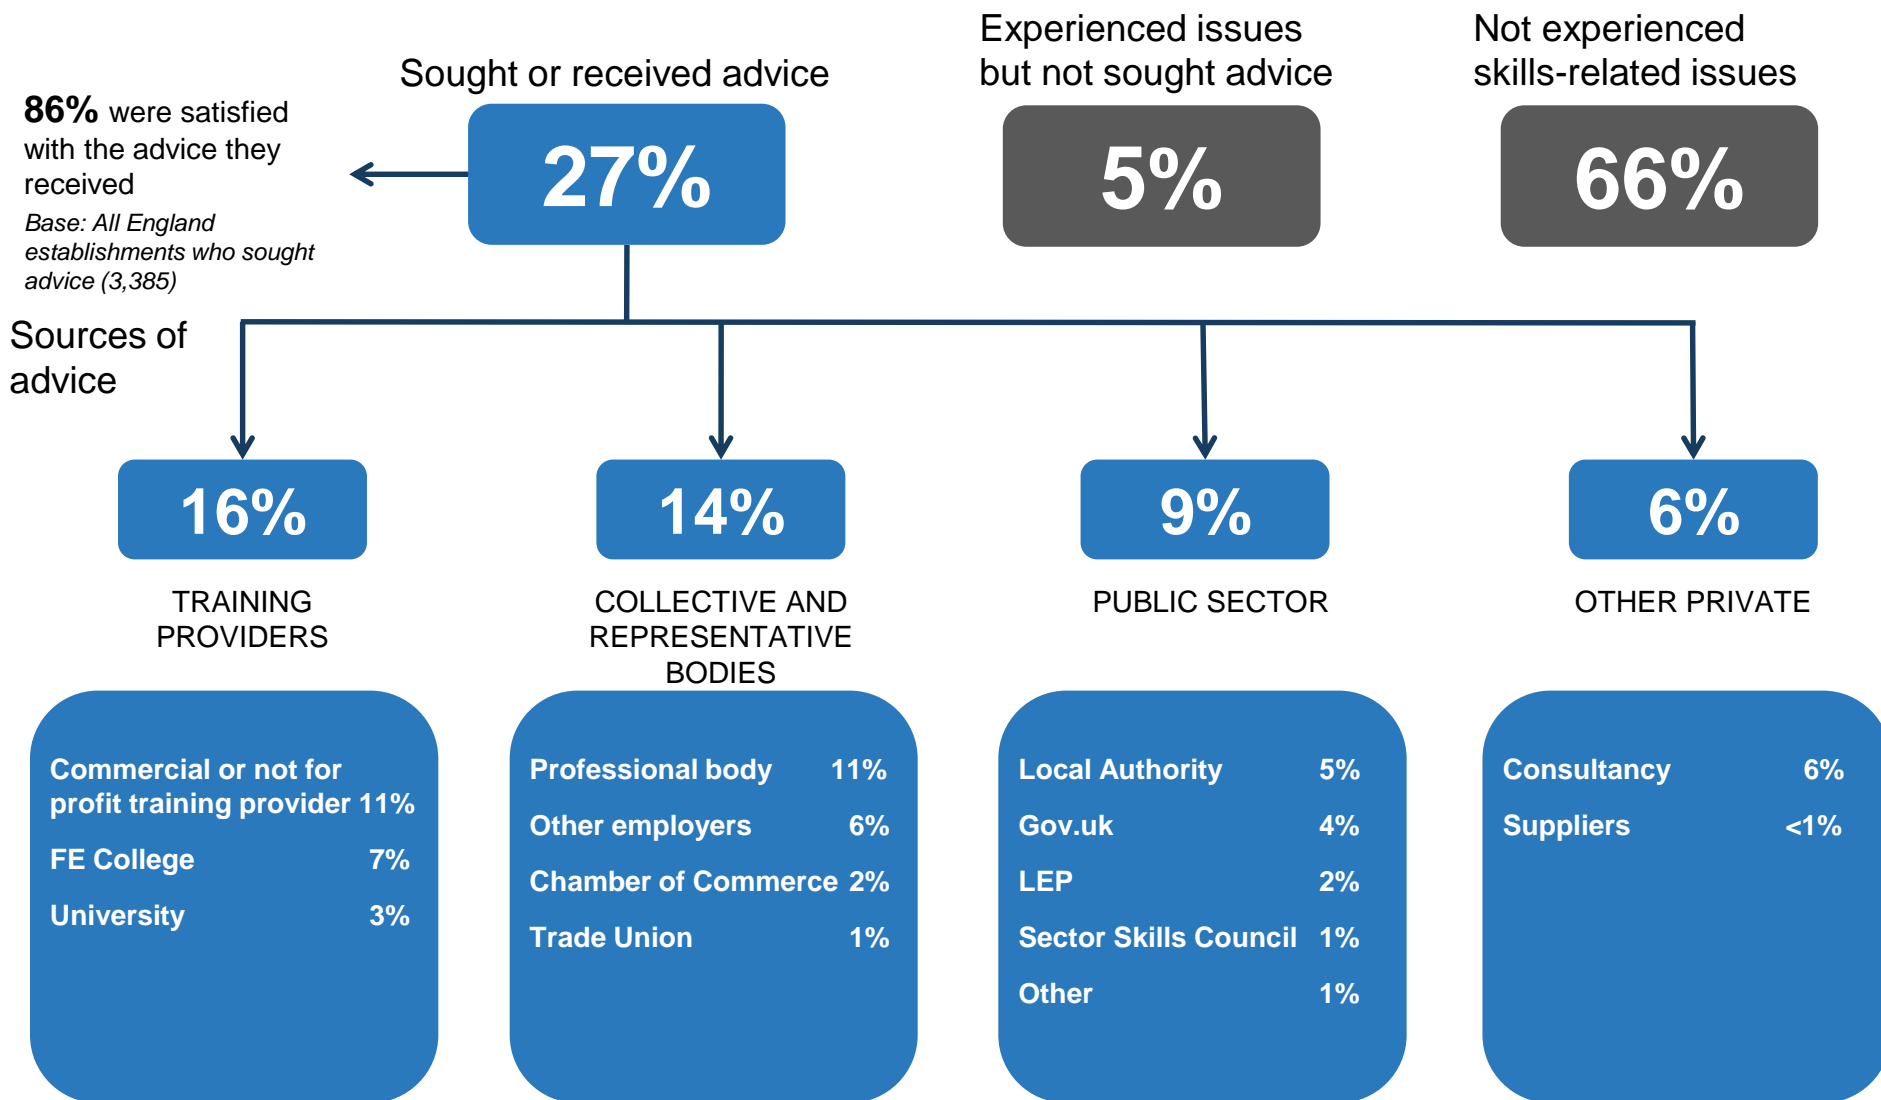 Sought or received advice
Experienced issues
but not sought advice
Not experienced
skills-related issues
86% were satisfied
with the advice they
received
Base: All England
establishments who sought
advice (3,385)
27%
5%
66%
Sources of
advice
16%
14%
9%
6%
TRAINING
PROVIDERS
COLLECTIVE AND
REPRESENTATIVE
BODIES
PUBLIC SECTOR
OTHER PRIVATE
Commercial or not for
profit training provider 11%
FE College 7%
University 3%
Professional body 11%
Other employers 6%
Chamber of Commerce 2%
Trade Union 1%
Local Authority 5%
Gov.uk 4%
LEP 2%
Sector Skills Council 1%
Other 1%
Consultancy 6%
Suppliers <1%